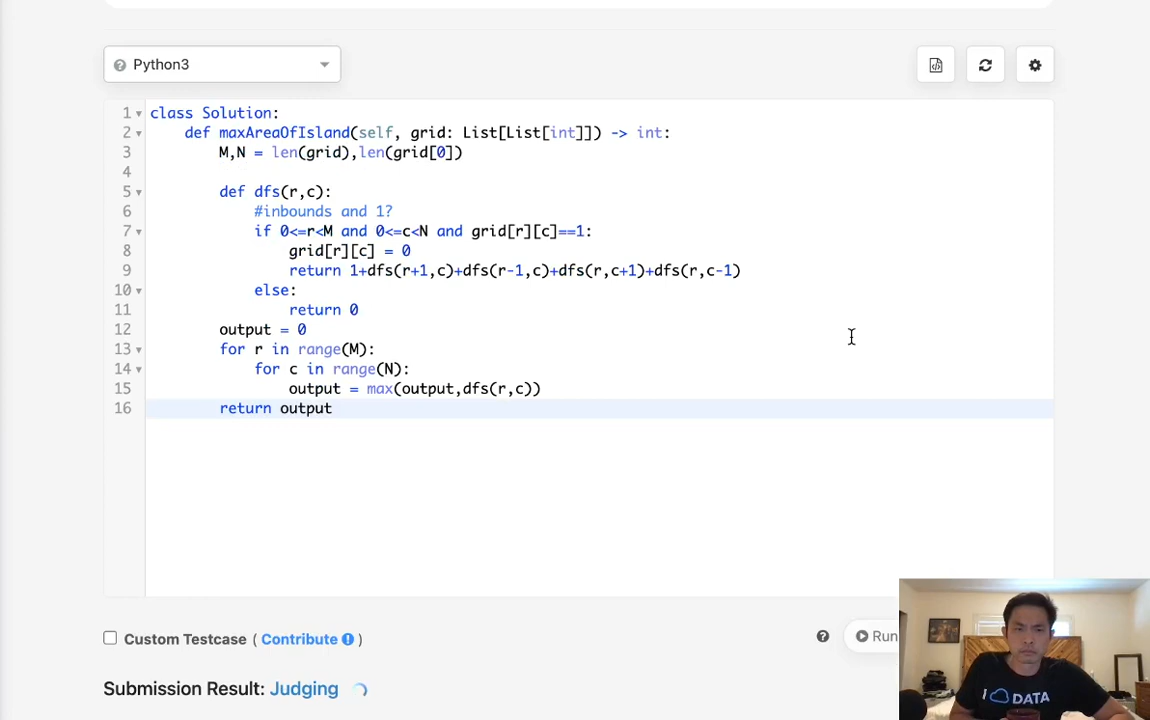 Python3
1 class Solution:
2 def maxAreaOfIsland(self, grid: List[List[int]]) -> int:
3 M,N = len(grid),len(grid[0])
4
5 def dfs(r,c):
6 #inbounds and 1?
7 if 0<=r<M and 0<=c<N and grid[r][c]==1:
8 grid[r][c] = 0
9 return 1+dfs(r+1,c)+dfs(r-1,c)+dfs(r,c+1)+dfs(r,c-1)
10 else:
11 return 0
12 output = 0
13 for r in range(M):
14 for c in range(N):
15 output = max(output,dfs(r,c))
16 return output
Custom Testcase ( Contribute )
Run
Submission Result: Judging
I DATA